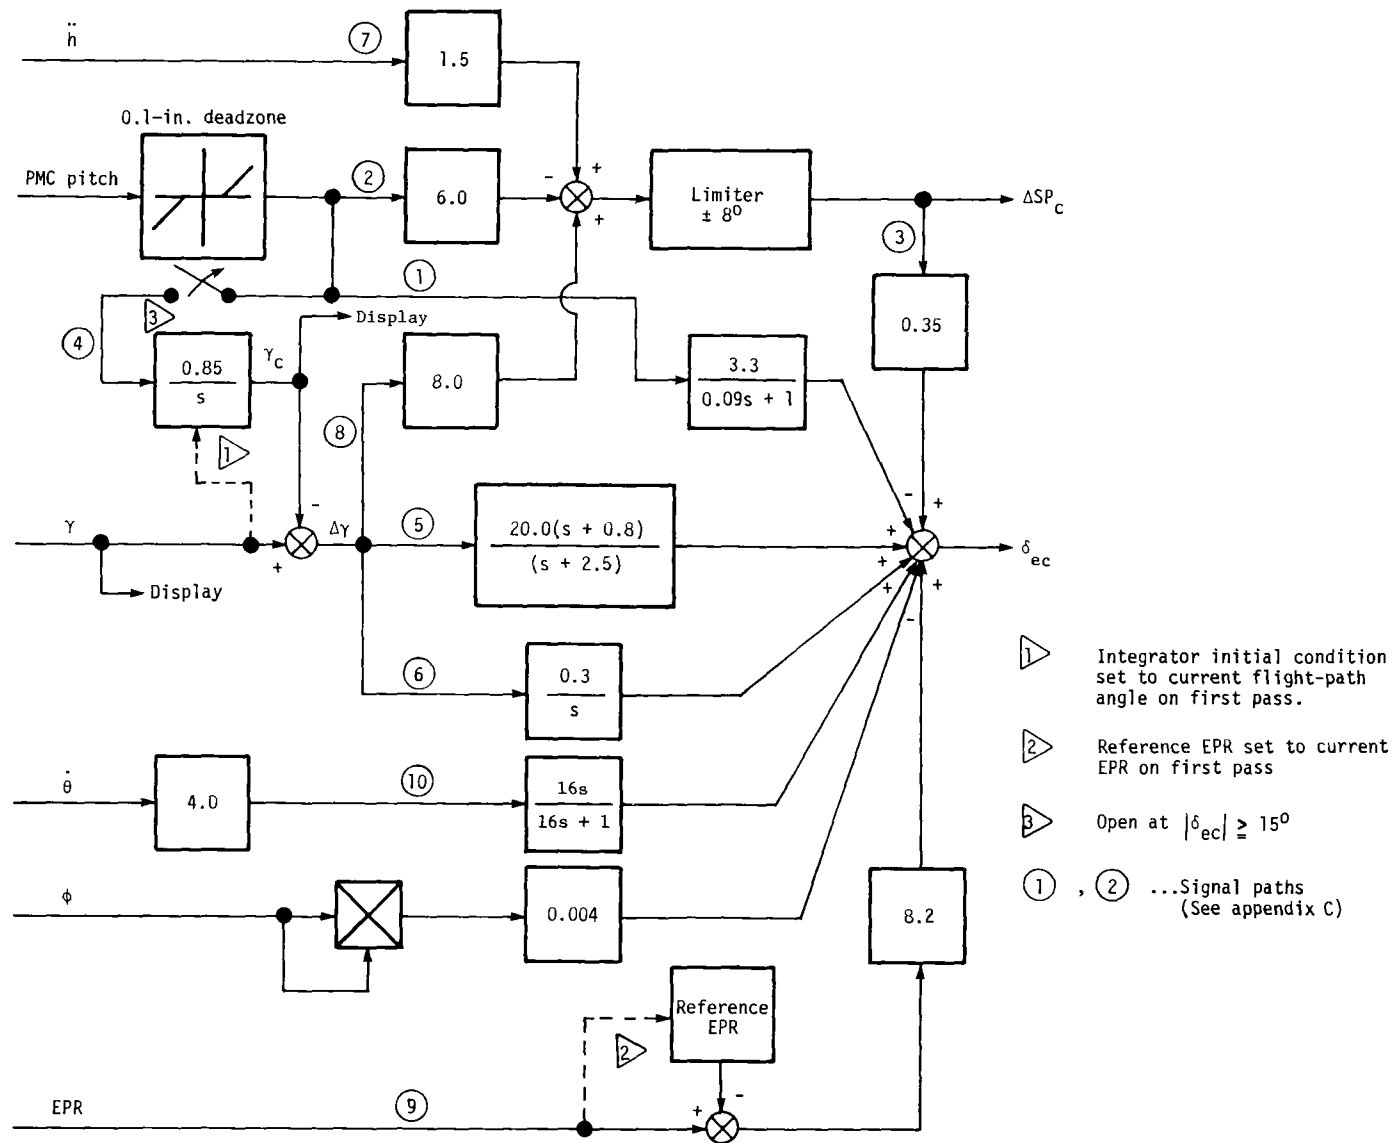 ḧ
7
1.5
0.1-in. deadzone
PMC pitch
2
6.0
-
+
+
Limiter
± 8⁰
ΔSP_C
3
0.35
1
3
4
0.85
s
γ_C
Display
8.0
3.3
0.09s + 1
1
8
-
+
γ
+
-
Δγ
5
20.0(s + 0.8)
(s + 2.5)
+
+
+
+
-
δ_ec
Display
6
0.3
s
θ̇
4.0
10
16s
16s + 1
ϕ
0.004
8.2
Reference
EPR
2
-
+
EPR
9
1 Integrator initial condition
set to current flight-path
angle on first pass.
2 Reference EPR set to current
EPR on first pass
3 Open at |δ_ec| ≧ 15⁰
1 , 2 ...Signal paths
(See appendix C)